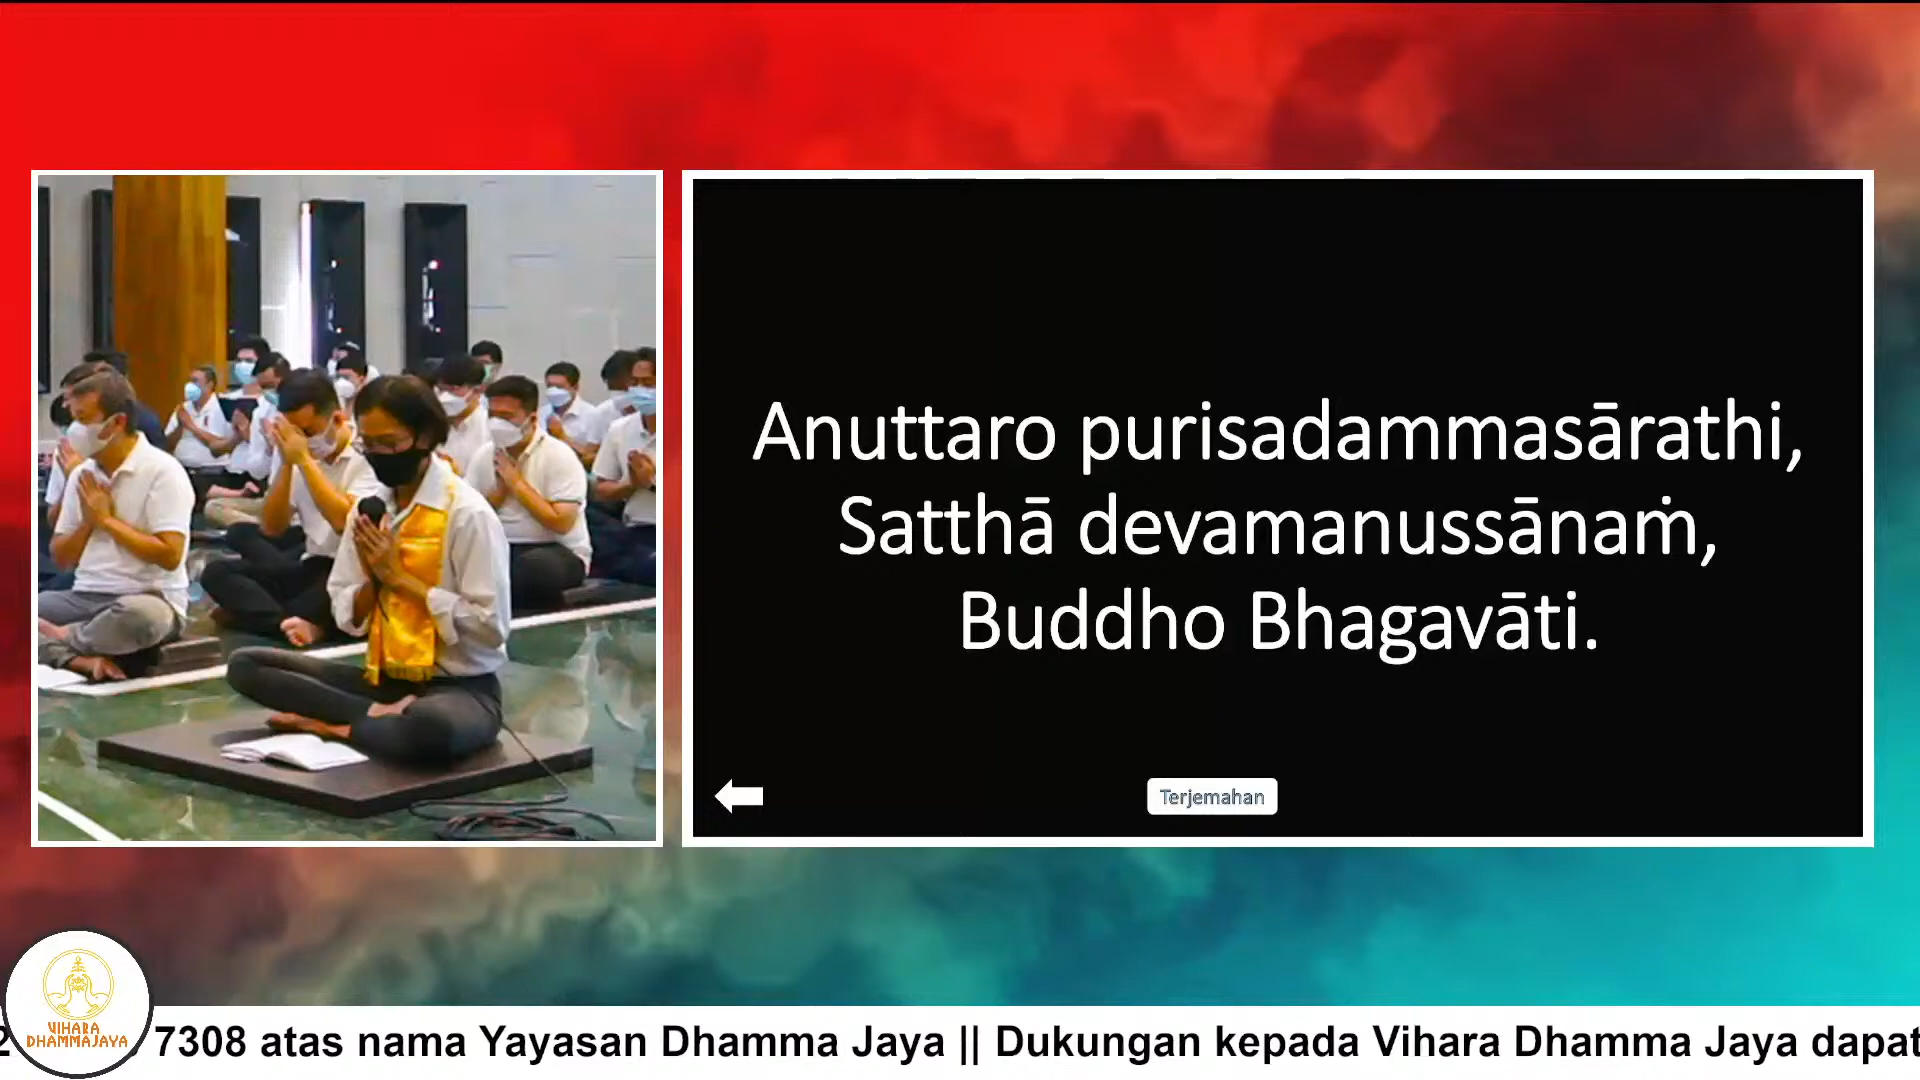 Anuttaro purisadammasārathi,
Satthā devamanussānaṁ,
Buddho Bhagavāti.
Terjemahan
VIHARA
DHAMMAJAYA
7308 atas nama Yayasan Dhamma Jaya || Dukungan kepada Vihara Dhamma Jaya dapat